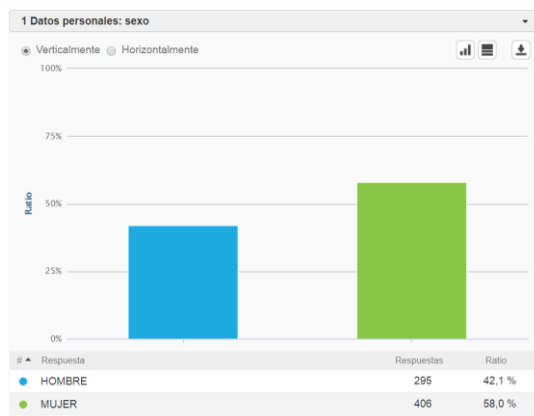 1 Datos personales: sexo
Verticalmente Horizontalmente
100%
75%
50%
25%
0%
Ratio
# Respuesta Respuestas Ratio
HOMBRE 295 42,1 %
MUJER 406 58,0 %